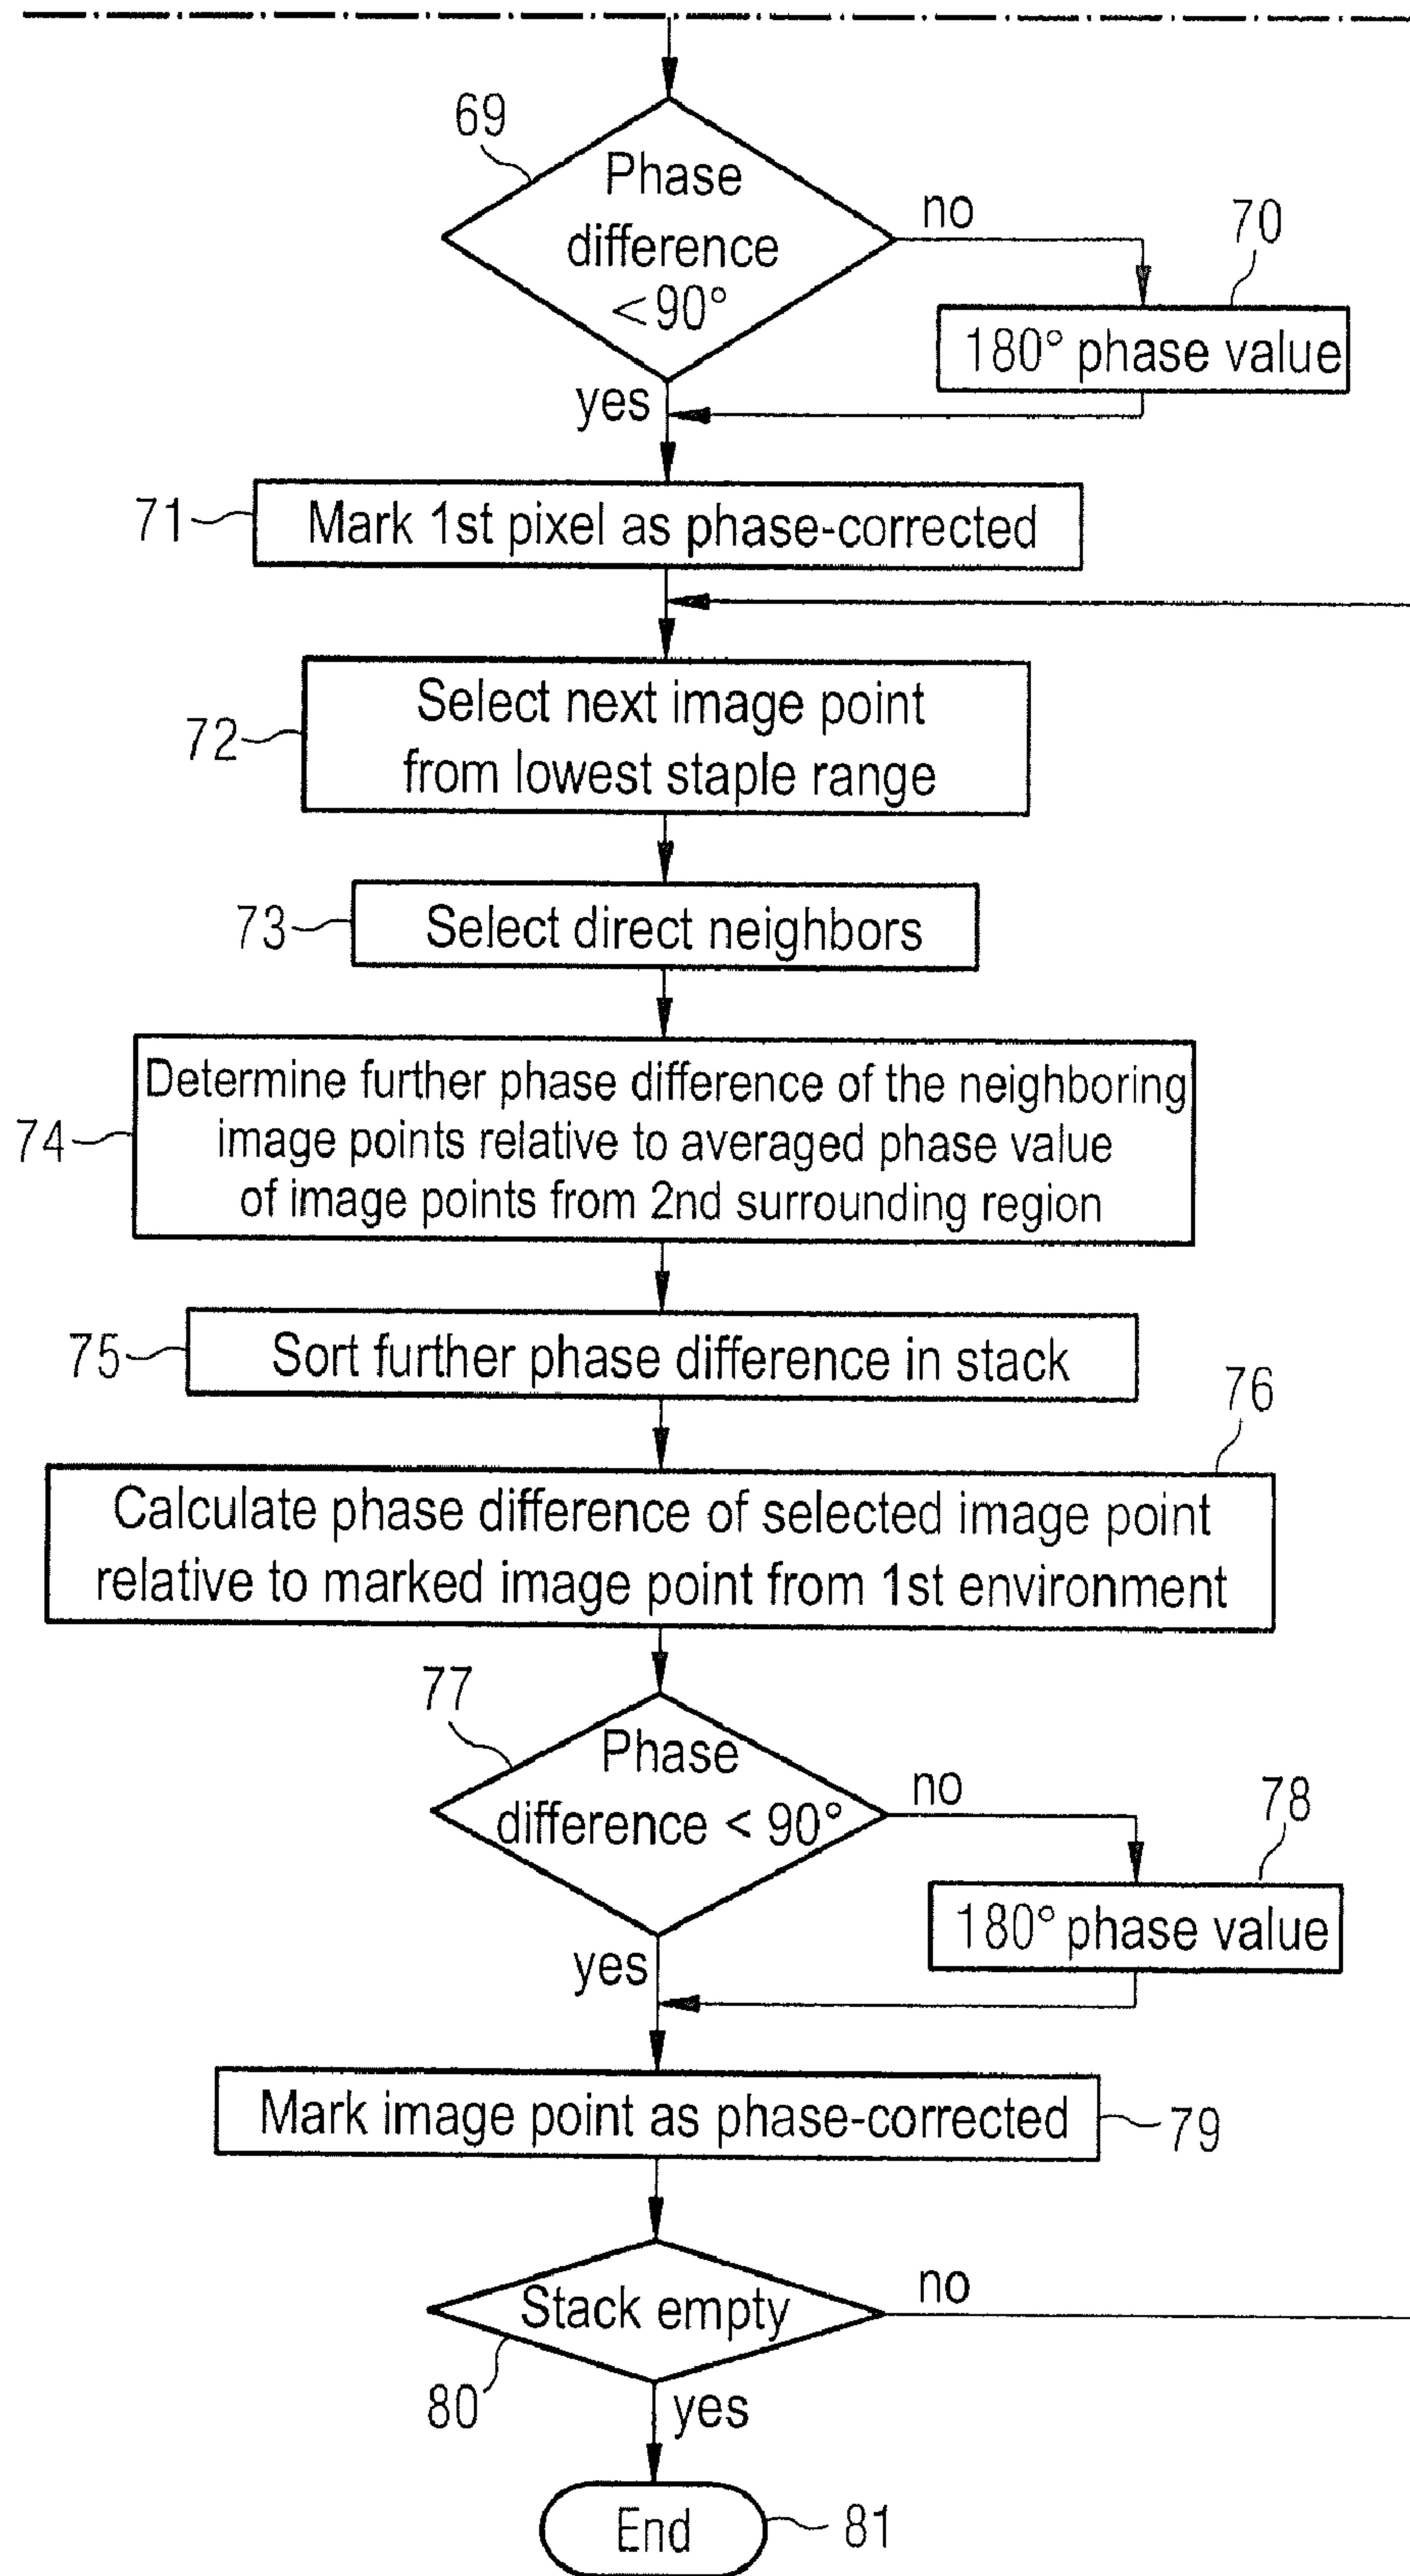 69
Phase
difference
<90°
no
70
180° phase value
yes
71
Mark 1st pixel as phase-corrected
72
Select next image point
from lowest staple range
73
Select direct neighbors
74
Determine further phase difference of the neighboring
image points relative to averaged phase value
of image points from 2nd surrounding region
75
Sort further phase difference in stack
76
Calculate phase difference of selected image point
relative to marked image point from 1st environment
77
Phase
difference < 90°
no
78
180° phase value
yes
Mark image point as phase-corrected
79
Stack empty
no
80
yes
End
81